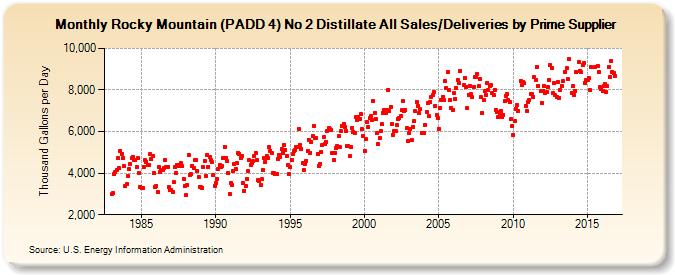 Monthly Rocky Mountain (PADD 4) No 2 Distillate All Sales/Deliveries by Prime Supplier
Thousand Gallons per Day
10,000
8,000
6,000
4,000
2,000
1985 1990 1995 2000 2005 2010 2015
Source: U.S. Energy Information Administration